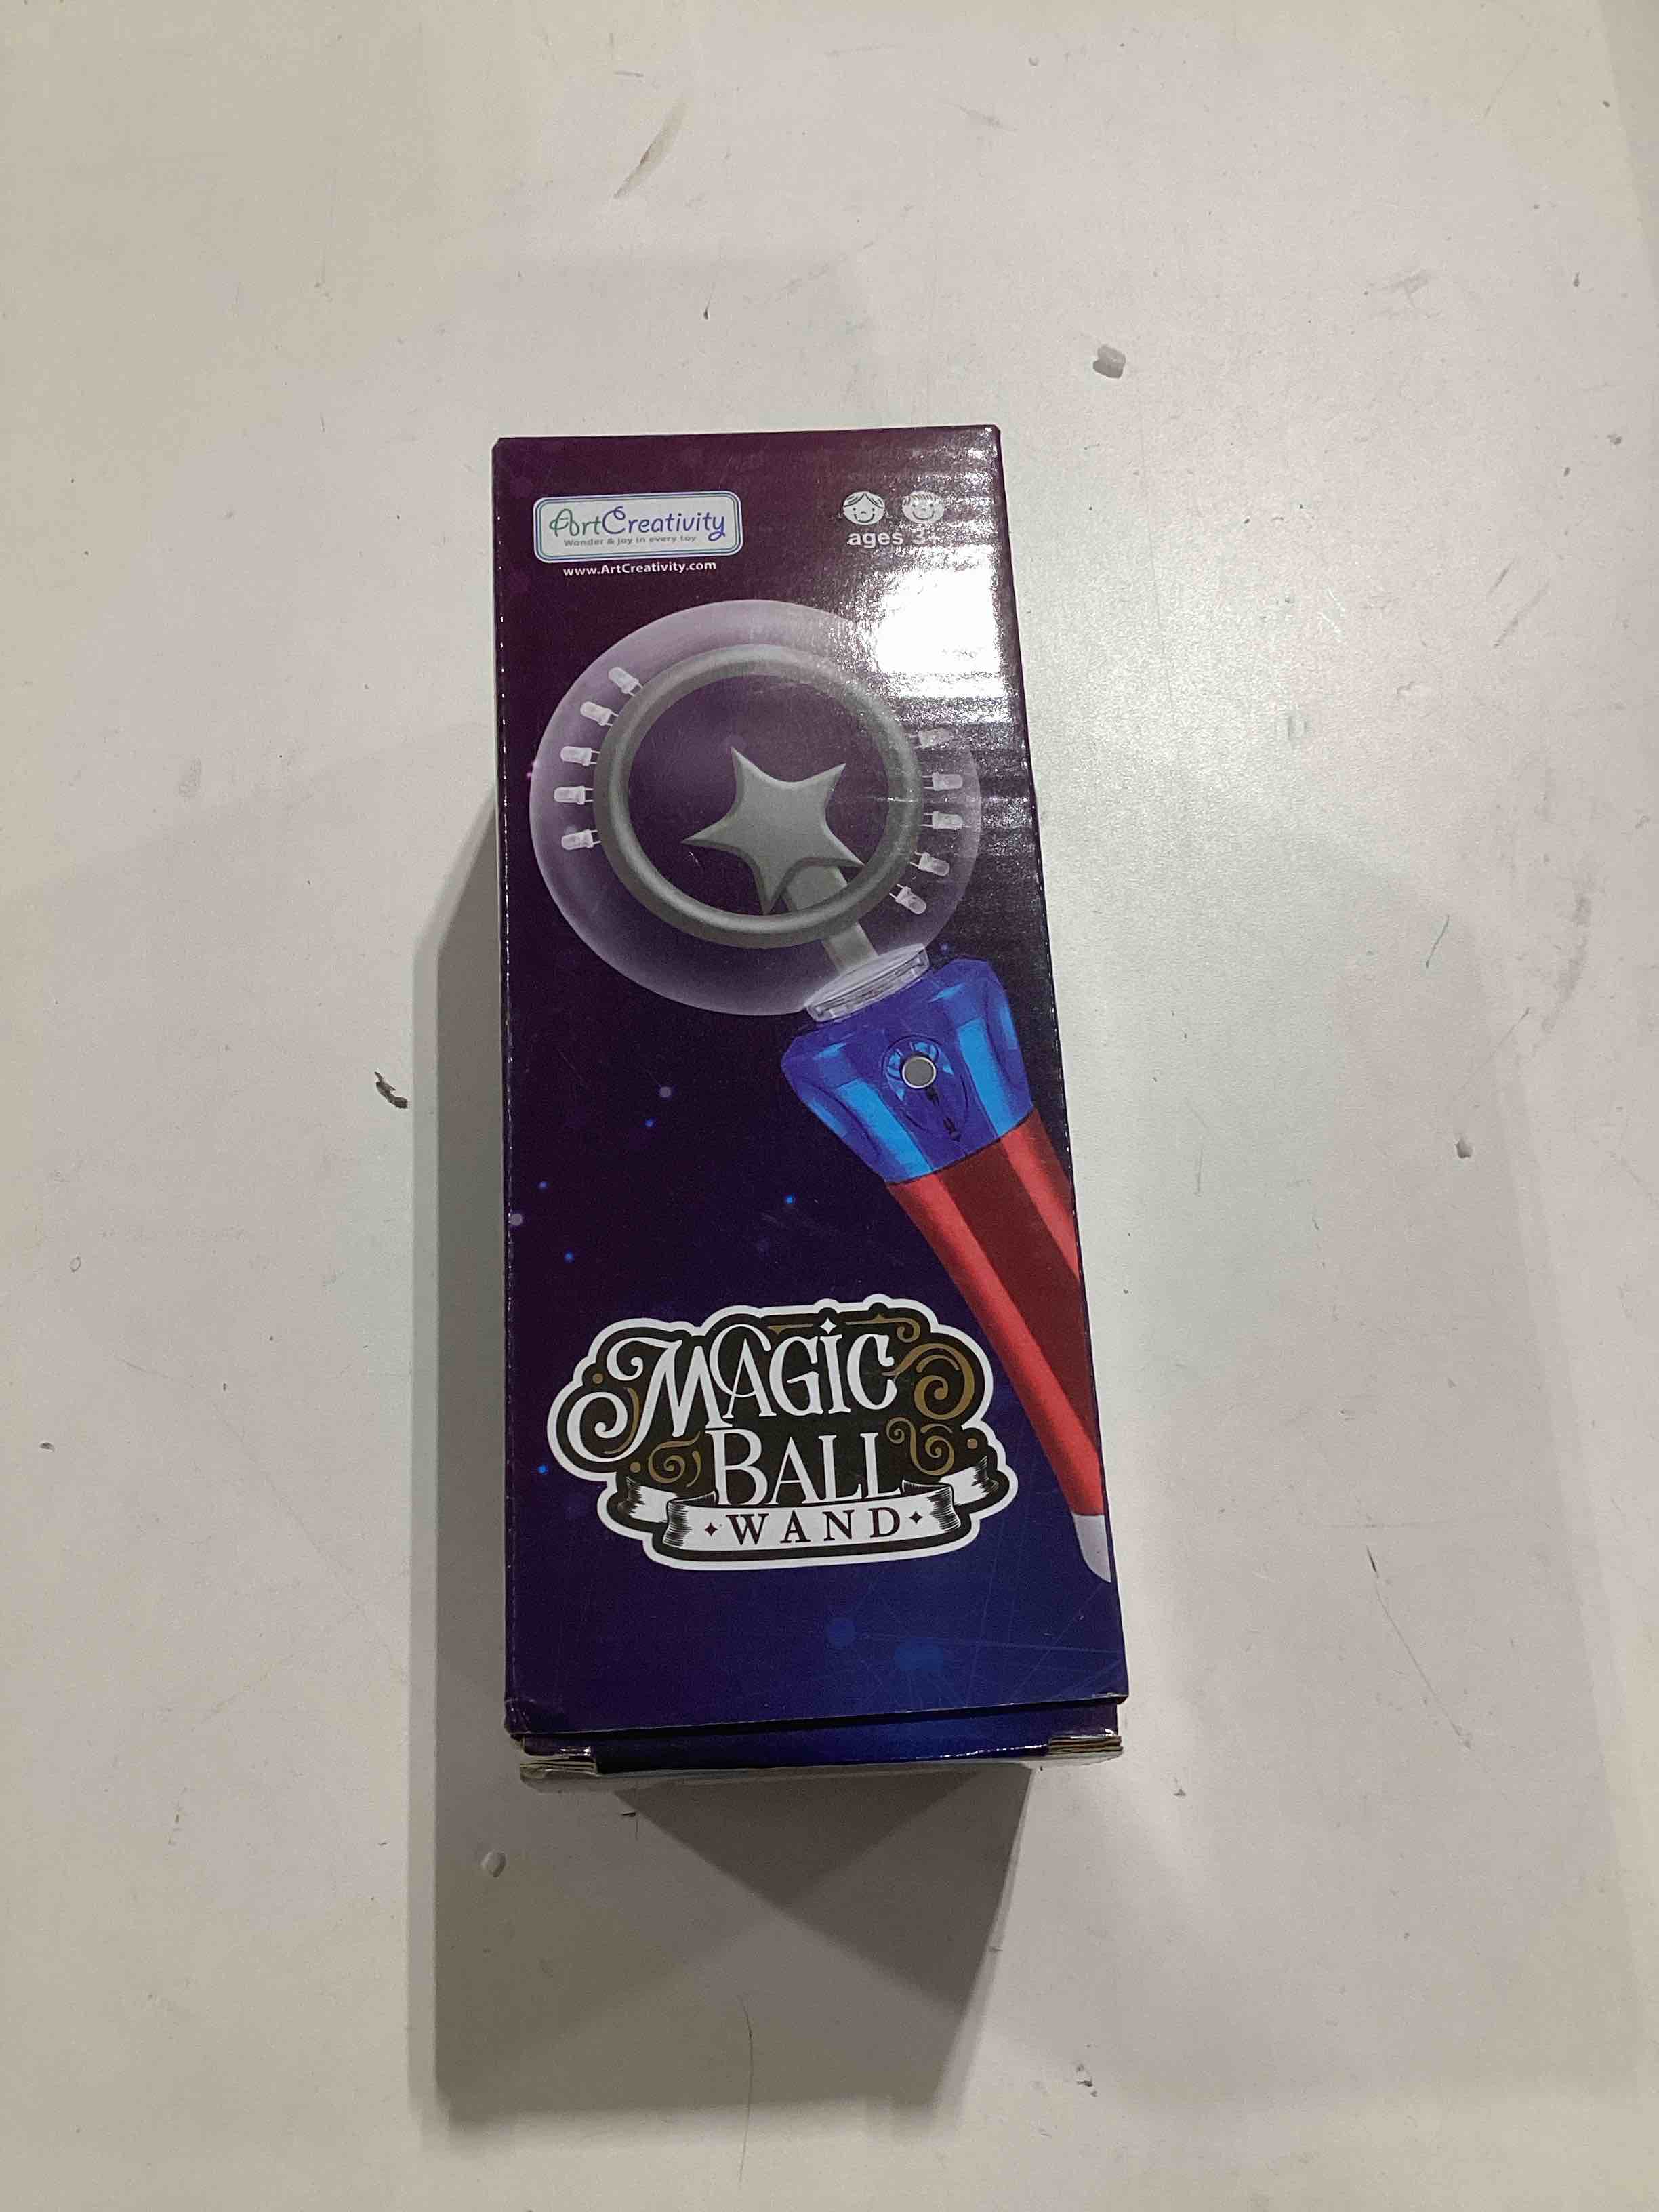 ArtCreativity
Wonder & joy in every toy
www.ArtCreativity.com
ages 3+
MAGIC
BALL
WAND